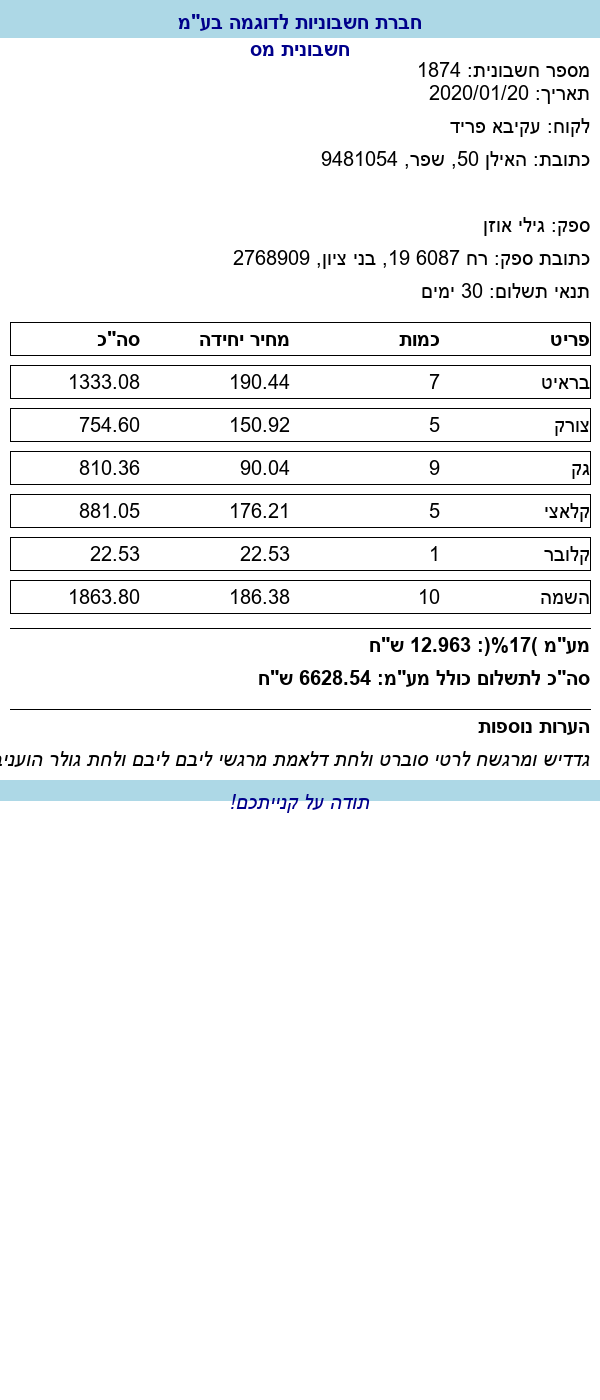 חברת חשבוניות לדוגמה בע"מ
חשבונית מס
מספר חשבונית: 1874
תאריך: 2020/01/20
לקוח: עקיבא פריד
כתובת: האילן 50, שפר, 9481054
ספק: גילי אוזן
כתובת ספק: רח 6087 19, בני ציון, 2768909
תנאי תשלום: 30 ימים
פריט כמות מחיר יחידה סה"כ
בראיט 7 190.44 1333.08
צורק 5 150.92 754.60
גק 9 90.04 810.36
קלאצי 5 176.21 881.05
קלובר 1 22.53 22.53
השמה 10 186.38 1863.80
מע"מ )17%(: 12.963 ש"ח
סה"כ לתשלום כולל מע"מ: 6628.54 ש"ח
הערות נוספות
גדדיש ומרגשח לרטי סוברט ולחת דלאמת מרגשי ליבם ליבם ולחת גולר
תודה על קנייתכם!